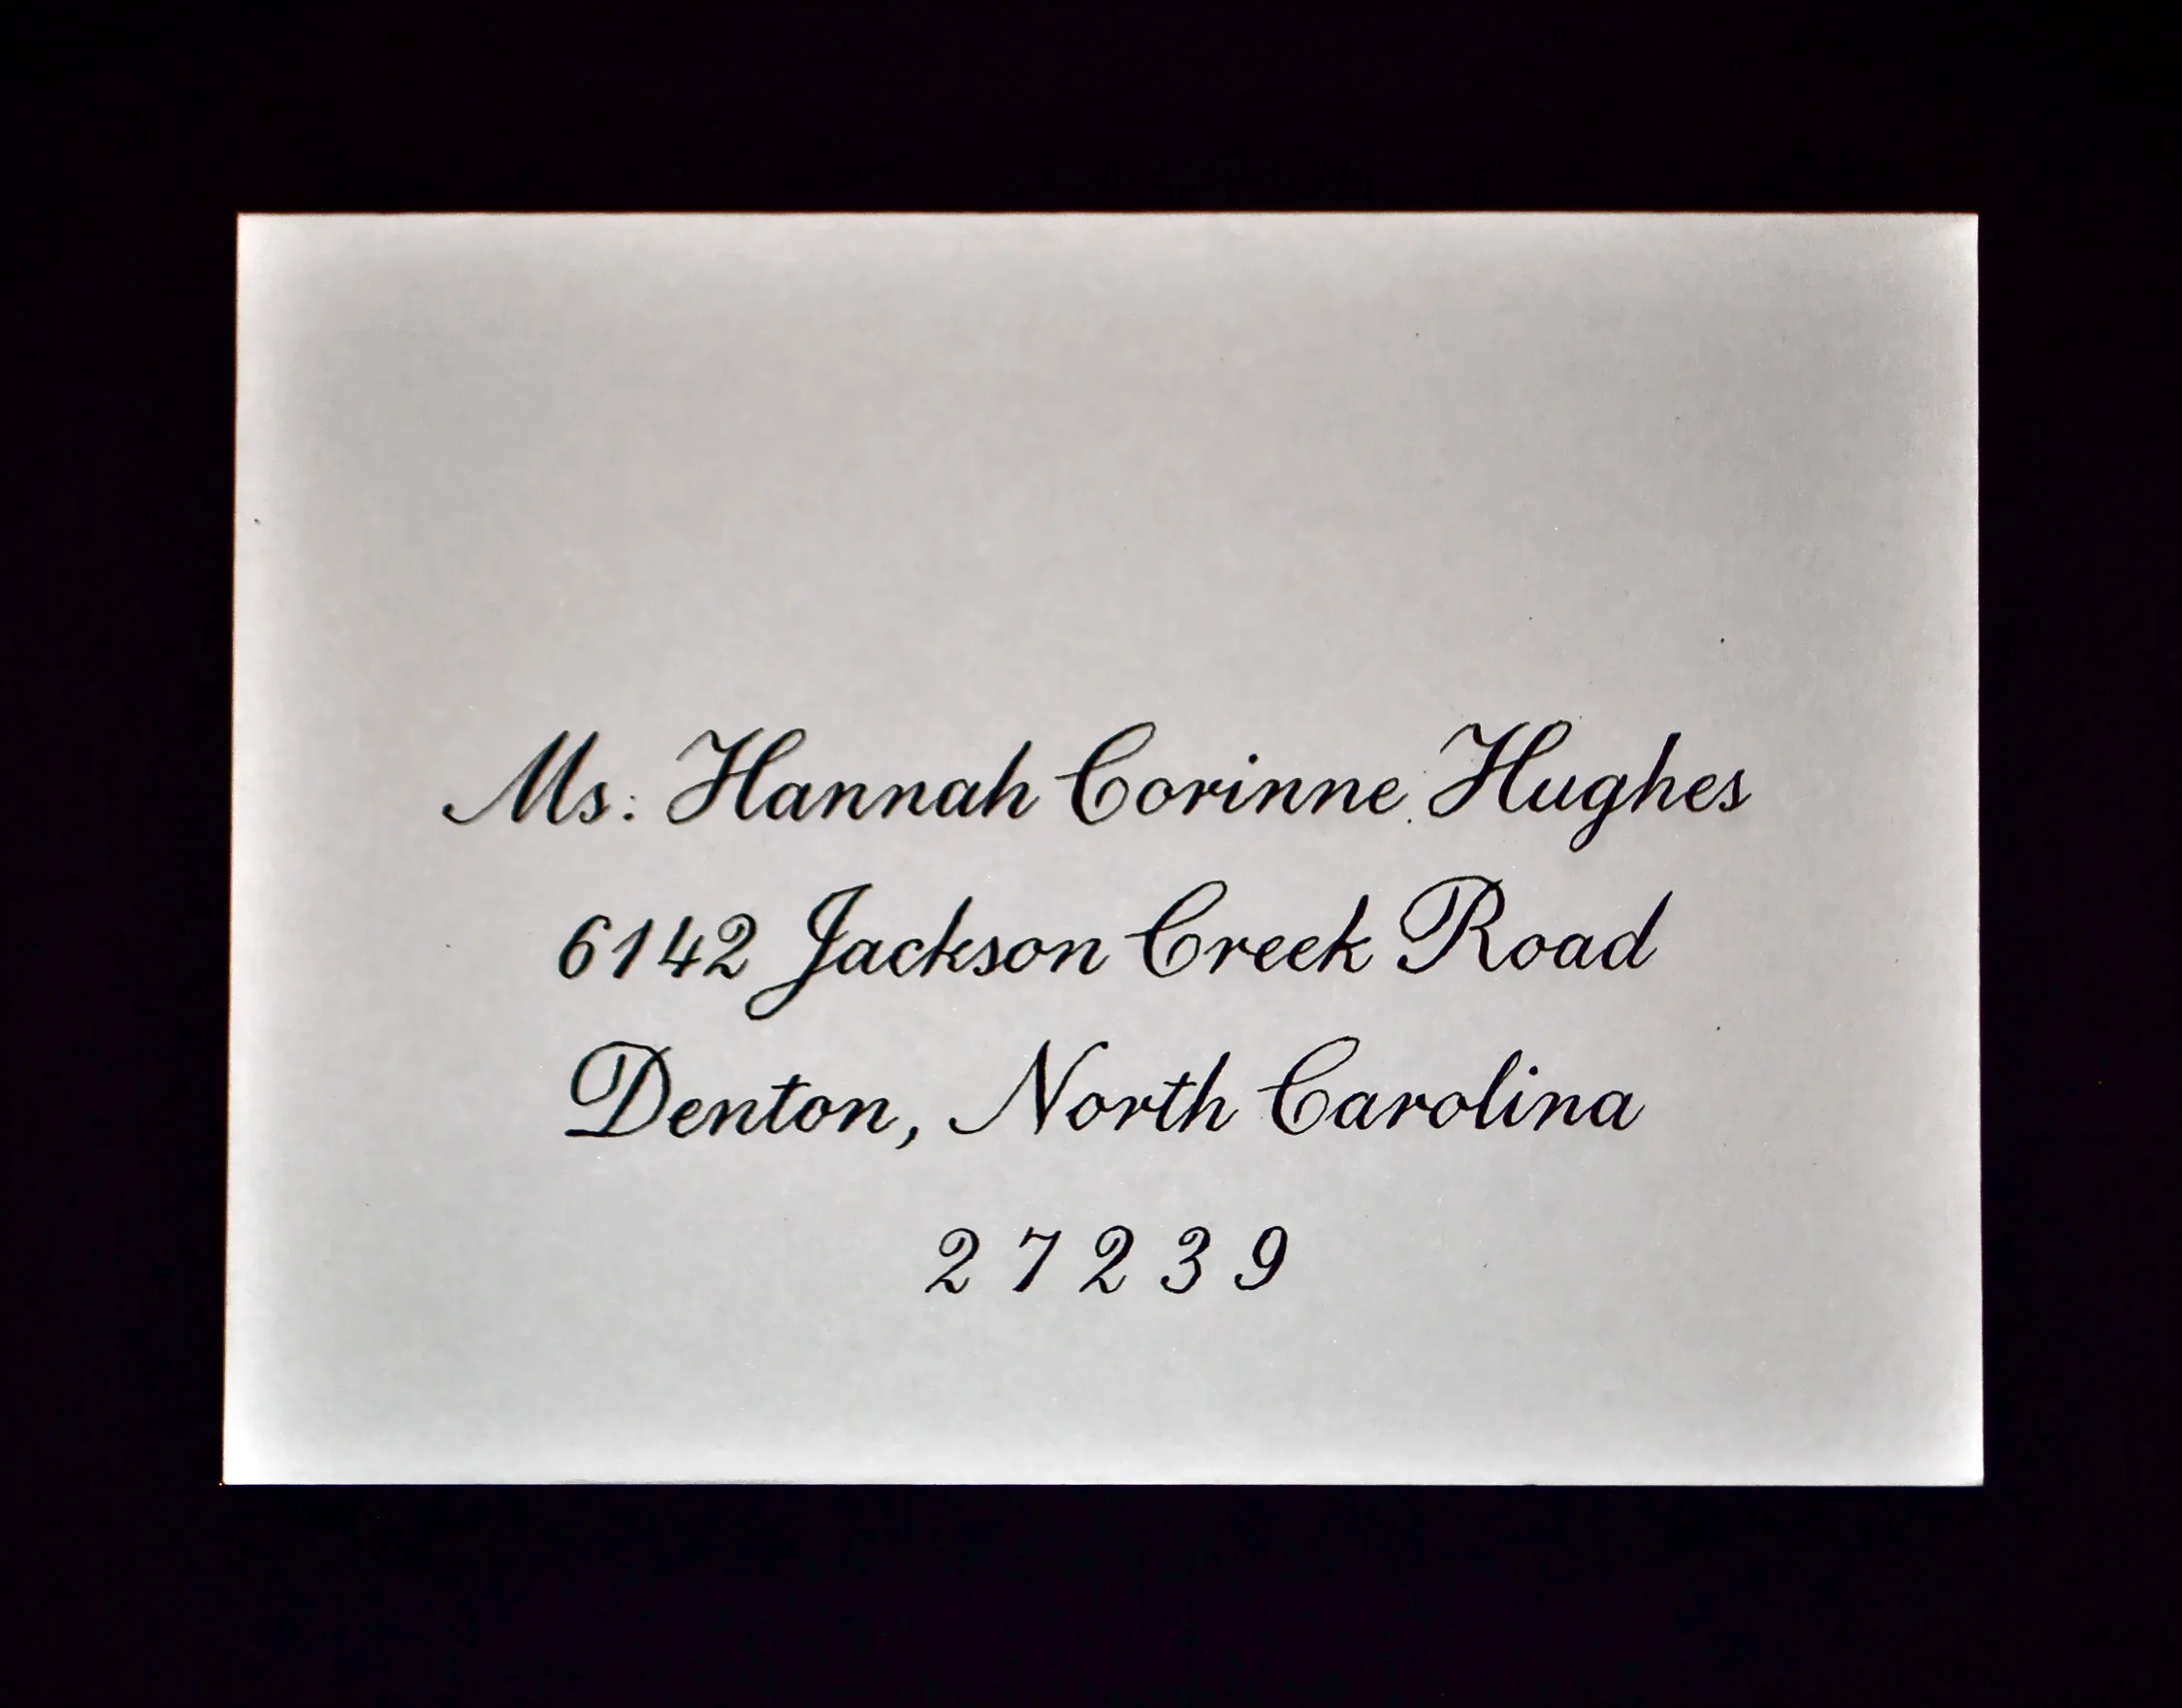 Ms. Hannah Corinne Hughes
6142 Jackson Creek Road
Denton, North Carolina
27239